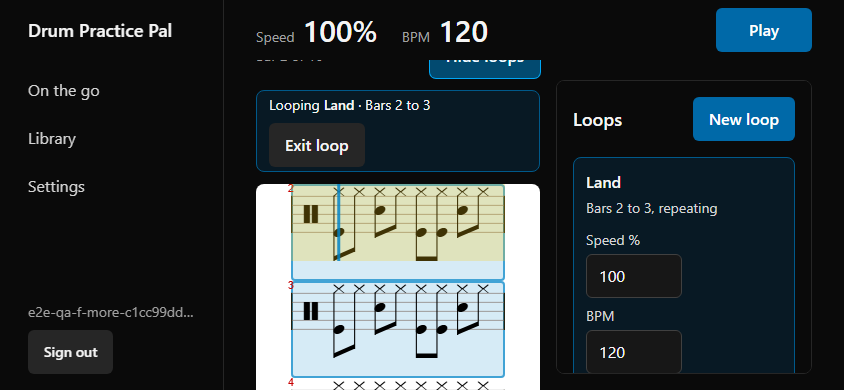 Drum Practice Pal
On the go
Library
Settings
e2e-qa-f-more-c1cc99dd...
Sign out
Speed 100% BPM 120
Play
Hide loops
Looping Land · Bars 2 to 3
Exit loop
2
3
4
Loops
New loop
Land
Bars 2 to 3, repeating
Speed %
100
BPM
120